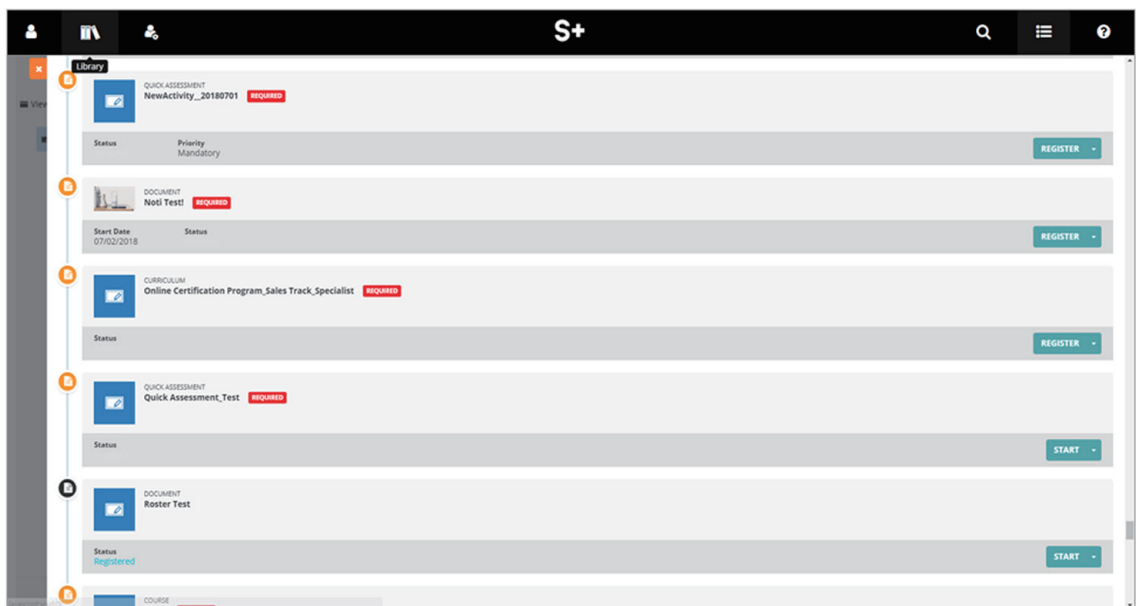 S+
Library
View
QUICK ASSESSMENT
NewActivity_20180701 REQUIRED
Status Priority
Mandatory
REGISTER
DOCUMENT
Noti Test! REQUIRED
Start Date Status
07/02/2018
REGISTER
CURRICULUM
Online Certification Program_Sales Track_Specialist REQUIRED
Status
REGISTER
QUICK ASSESSMENT
Quick Assessment_Test REQUIRED
Status
START
DOCUMENT
Roster Test
Status
Registered
START
COURSE